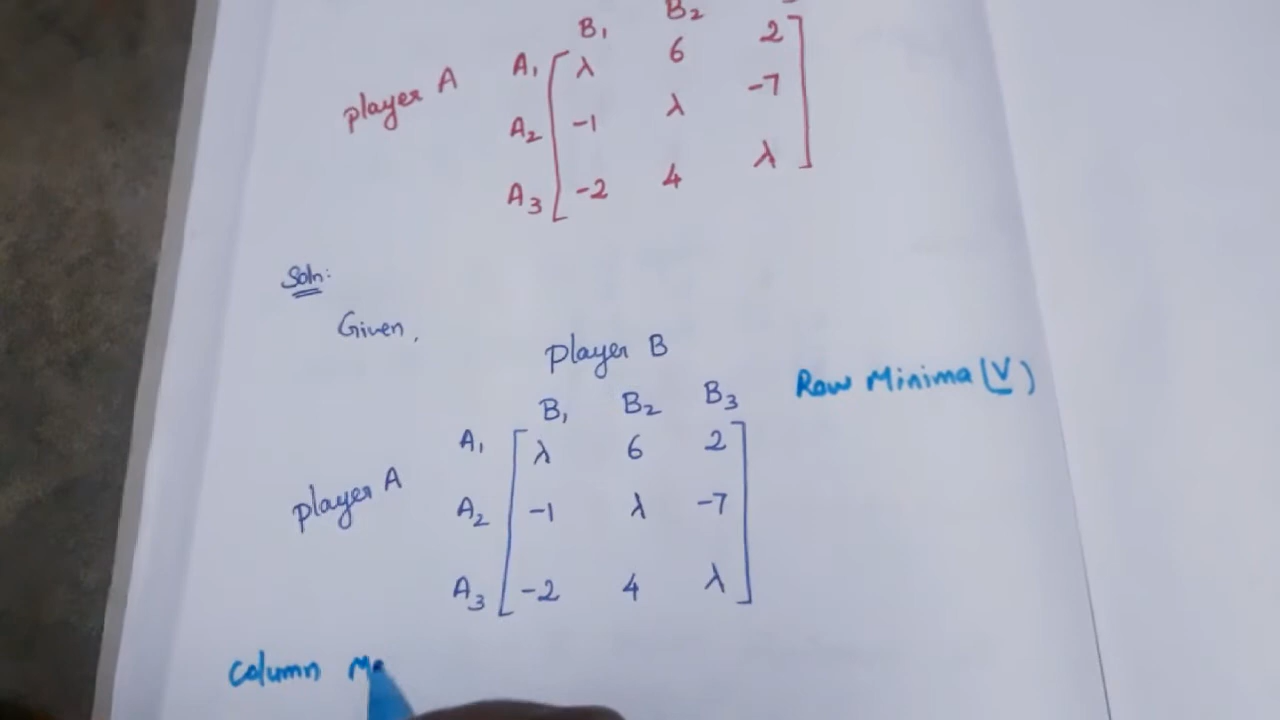 B₁ B₂
A₁ λ 6 2
player A
A₂ -1 λ -7
A₃ -2 4 λ
Soln:
Given,
player B
Row Minima (V)
B₁ B₂ B₃
A₁ λ 6 2
player A
A₂ -1 λ -7
A₃ -2 4 λ
Column